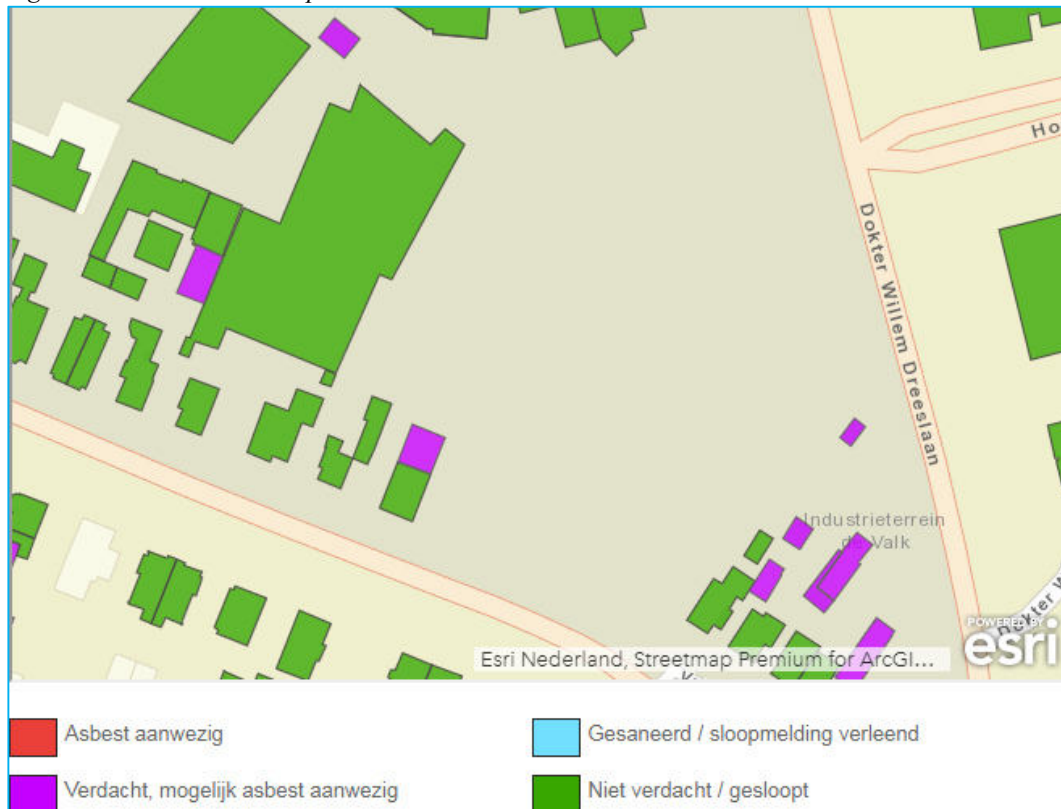 Ho
Dokter Willem Dreeslaan
Industrieterrein
de Valk
Dokter W
POWERED BY
esri
Esri Nederland, Streetmap Premium for ArcGI...
Asbest aanwezig
Gesaneerd / sloopmelding verleend
Verdacht, mogelijk asbest aanwezig
Niet verdacht / gesloopt